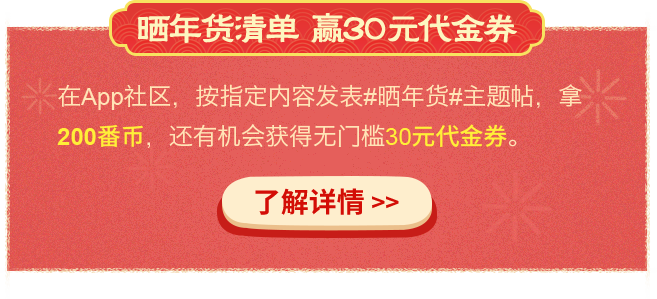 晒年货清单 赢30元代金券
在App社区，按指定内容发表#晒年货#主题帖，拿
200番币，还有机会获得无门槛30元代金券。
了解详情 >>